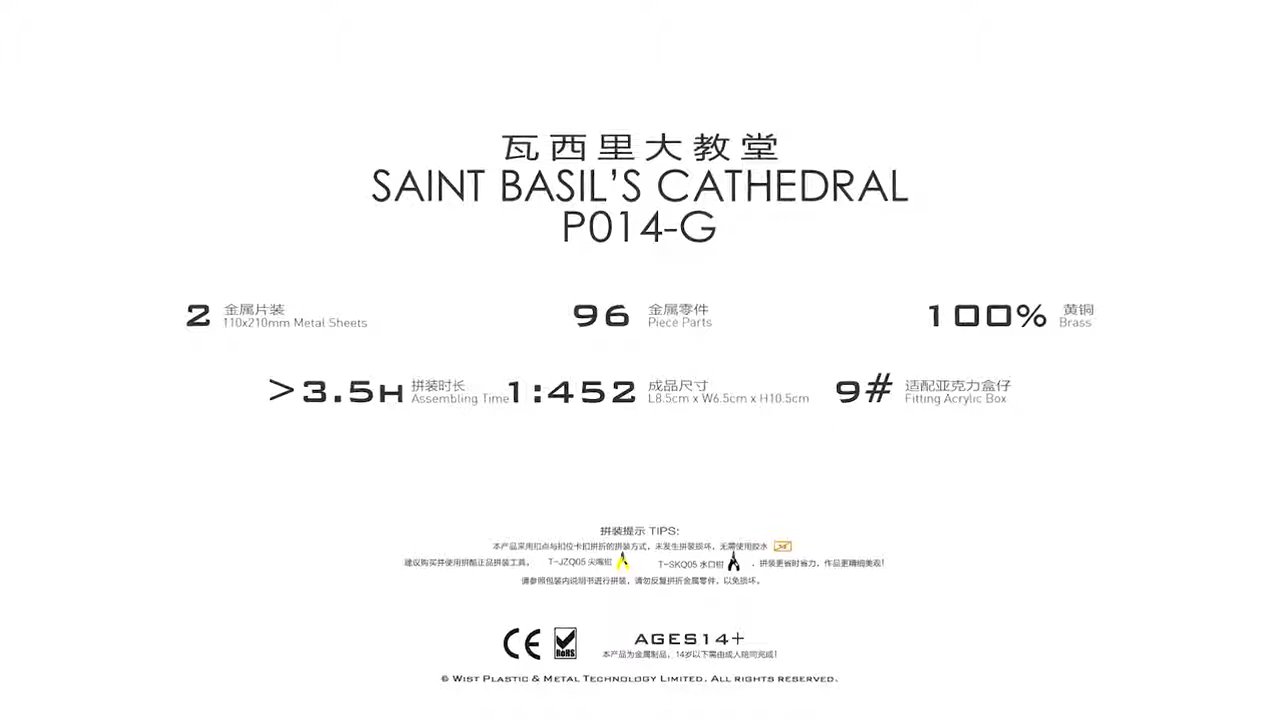 瓦西里大教堂
SAINT BASIL'S CATHEDRAL
P014-G
2 金属片装
110x210mm Metal Sheets
96 金属零件
Piece Parts
100% 黄铜
Brass
>3.5H 拼装时长
Assembling Time
1:452 成品尺寸
L8.5cm x W6.5cm x H10.5cm
9# 适配亚克力盒仔
Fitting Acrylic Box
拼装提示 TIPS:
本产品采用扣点与扣位卡扣拼折的拼装方式，未发生拼装损坏，无需使用胶水
建议购买并使用拼酷正品拼装工具， T-JZQ05 尖嘴钳 T-SKQ05 水口钳 ，拼装更省时省力，作品更精细美观！
请参照包装内说明书进行拼装，请勿反复拼折金属零件，以免损坏。
CE RoHS AGES14+
本产品为金属制品，14岁以下需由成人陪同完成！
© WIST PLASTIC & METAL TECHNOLOGY LIMITED. ALL RIGHTS RESERVED.